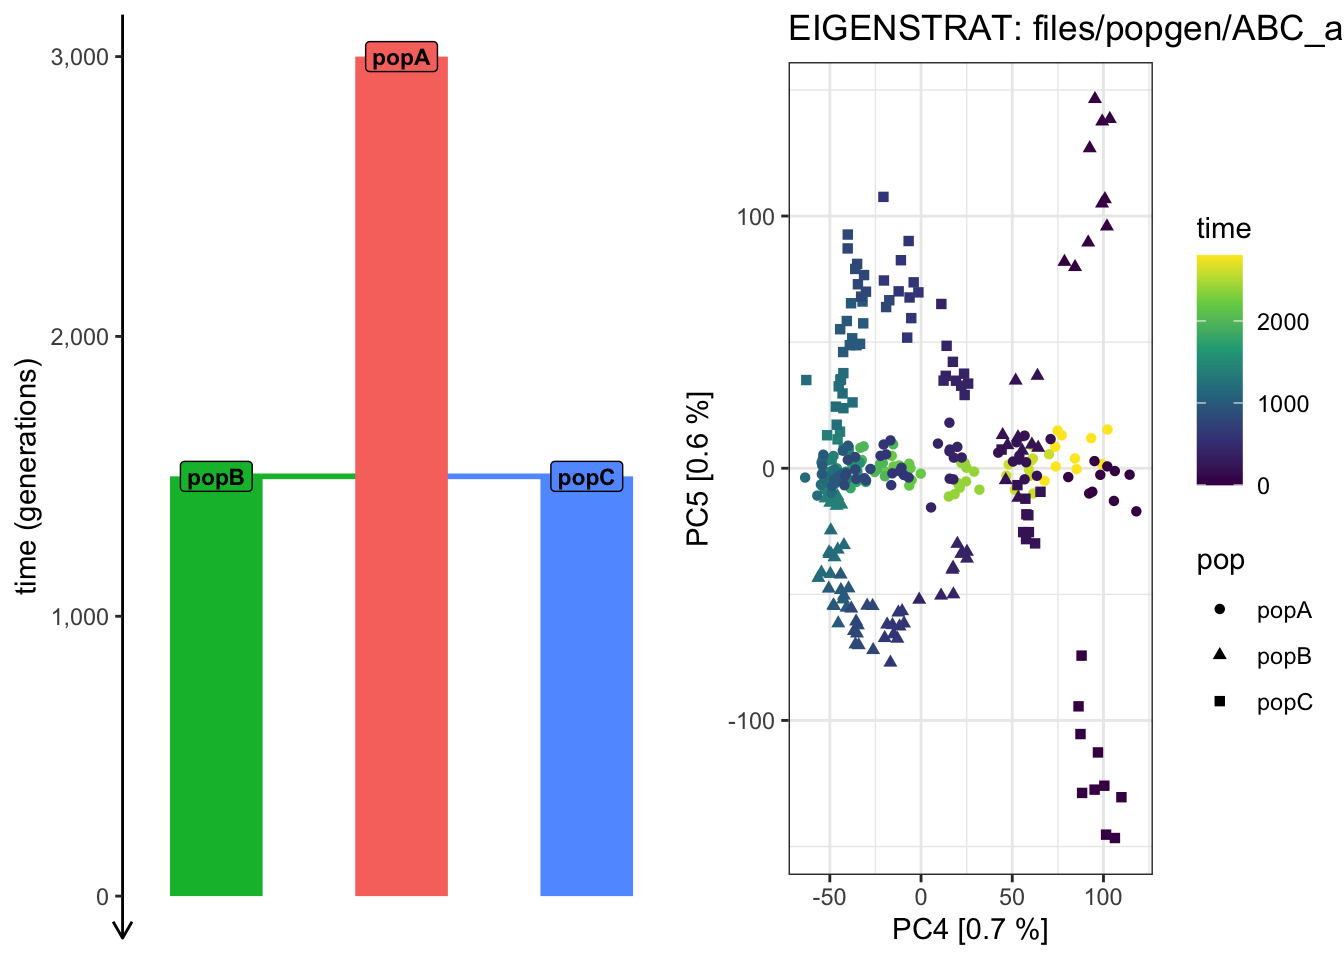 time (generations)
3,000
2,000
1,000
0
popA
popB
popC
EIGENSTRAT: files/popgen/ABC_a
PC5 [0.6 %]
100
0
-100
-50
0
50
100
PC4 [0.7 %]
time
2000
1000
0
pop
popA
popB
popC